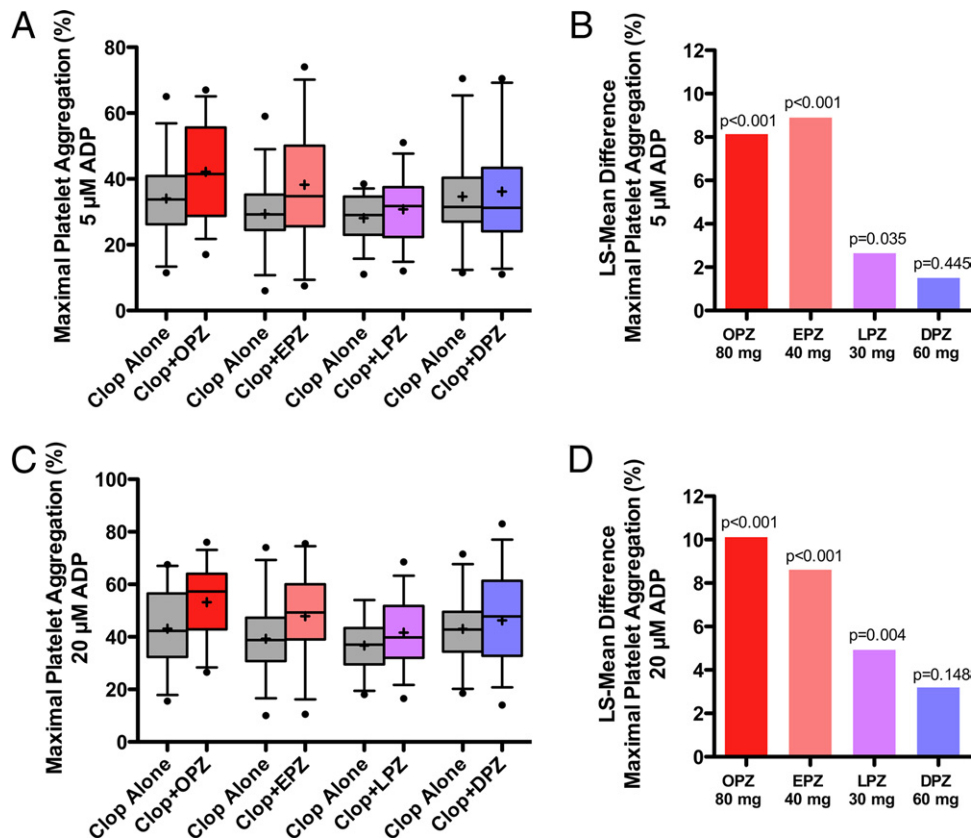 A
Maximal Platelet Aggregation (%)
5 µM ADP
80
60
40
20
0
Clop Alone
Clop+OPZ
Clop Alone
Clop+EPZ
Clop Alone
Clop+LPZ
Clop Alone
Clop+DPZ
B
LS-Mean Difference
Maximal Platelet Aggregation (%)
5 µM ADP
12
10
8
6
4
2
0
p<0.001
p<0.001
p=0.035
p=0.445
OPZ EPZ LPZ DPZ
80 mg 40 mg 30 mg 60 mg
C
Maximal Platelet Aggregation (%)
20 µM ADP
100
80
60
40
20
0
Clop Alone
Clop+OPZ
Clop Alone
Clop+EPZ
Clop Alone
Clop+LPZ
Clop Alone
Clop+DPZ
D
LS-Mean Difference
Maximal Platelet Aggregation (%)
20 µM ADP
12
10
8
6
4
2
0
p<0.001
p<0.001
p=0.004
p=0.148
OPZ EPZ LPZ DPZ
80 mg 40 mg 30 mg 60 mg